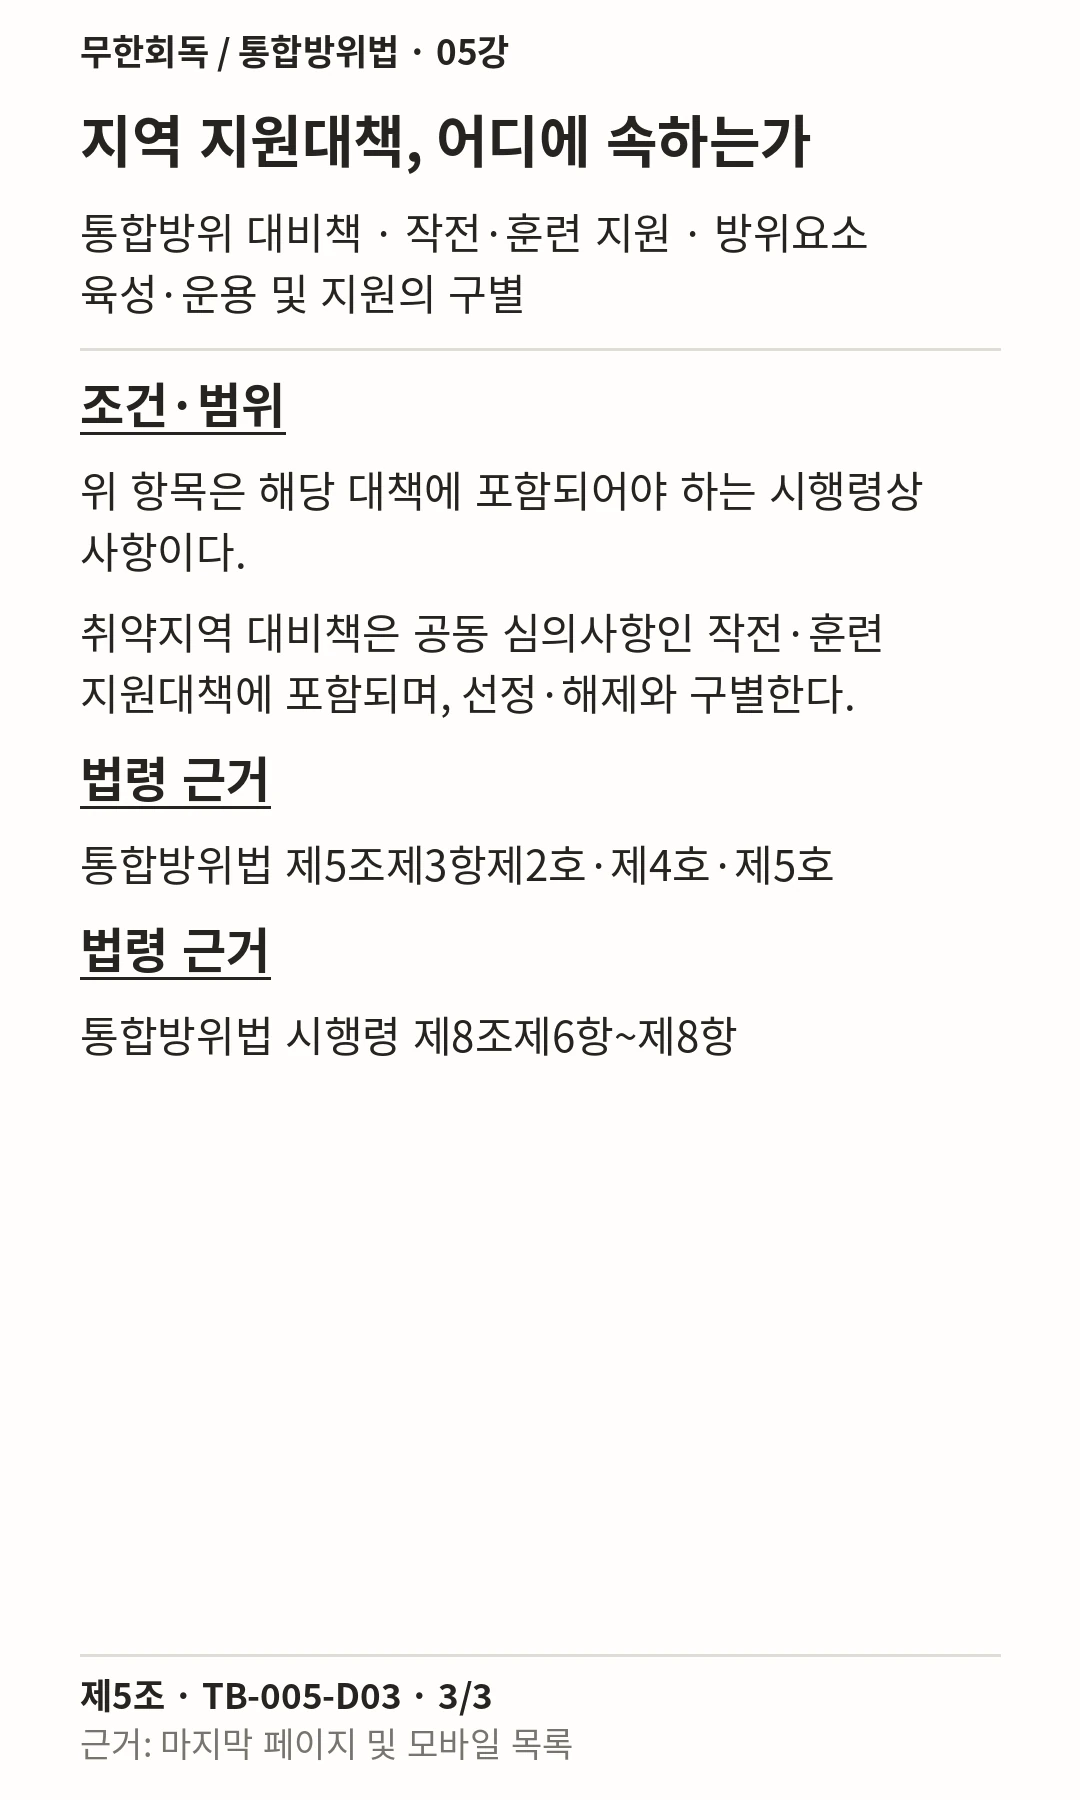 무한회독 / 통합방위법 · 05강
지역 지원대책, 어디에 속하는가
통합방위 대비책 · 작전·훈련 지원 · 방위요소
육성·운용 및 지원의 구별
조건·범위
위 항목은 해당 대책에 포함되어야 하는 시행령상
사항이다.
취약지역 대비책은 공동 심의사항인 작전·훈련
지원대책에 포함되며, 선정·해제와 구별한다.
법령 근거
통합방위법 제5조제3항제2호·제4호·제5호
법령 근거
통합방위법 시행령 제8조제6항~제8항
제5조 · TB-005-D03 · 3/3
근거: 마지막 페이지 및 모바일 목록